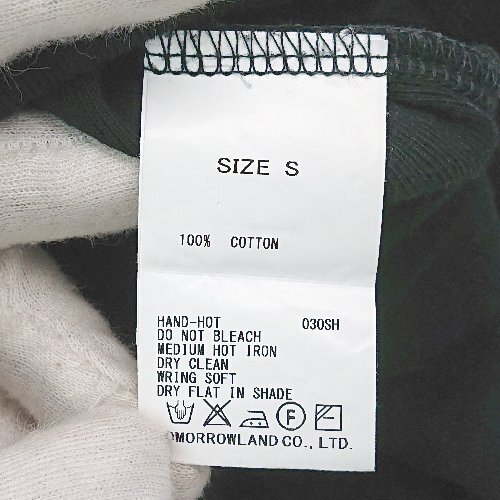 SIZE S
100% COTTON
HAND-HOT 030SH
DO NOT BLEACH
MEDIUM HOT IRON
DRY CLEAN
WRING SOFT
DRY FLAT IN SHADE
F
OMORROWLAND CO., LTD.